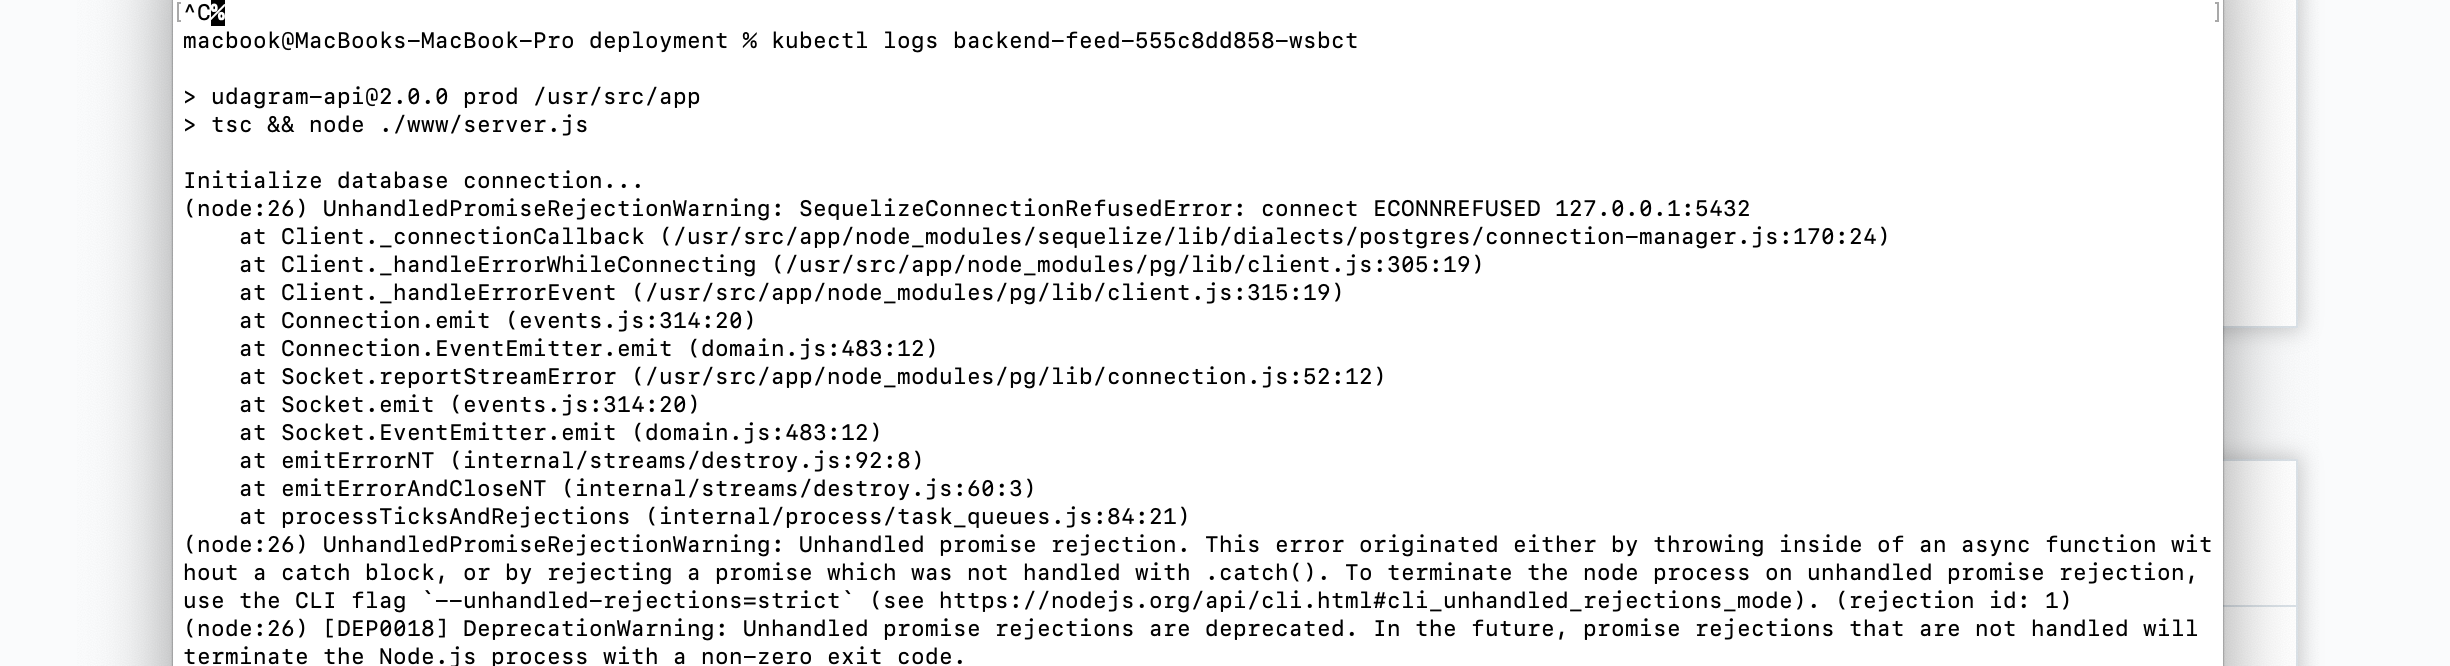 [^C%                                                                ]
macbook@MacBooks-MacBook-Pro deployment % kubectl logs backend-feed-555c8dd858-wsbct

> udagram-api@2.0.0 prod /usr/src/app
> tsc && node ./www/server.js

Initialize database connection...
(node:26) UnhandledPromiseRejectionWarning: SequelizeConnectionRefusedError: connect ECONNREFUSED 127.0.0.1:5432
    at Client._connectionCallback (/usr/src/app/node_modules/sequelize/lib/dialects/postgres/connection-manager.js:170:24)
    at Client._handleErrorWhileConnecting (/usr/src/app/node_modules/pg/lib/client.js:305:19)
    at Client._handleErrorEvent (/usr/src/app/node_modules/pg/lib/client.js:315:19)
    at Connection.emit (events.js:314:20)
    at Connection.EventEmitter.emit (domain.js:483:12)
    at Socket.reportStreamError (/usr/src/app/node_modules/pg/lib/connection.js:52:12)
    at Socket.emit (events.js:314:20)
    at Socket.EventEmitter.emit (domain.js:483:12)
    at emitErrorNT (internal/streams/destroy.js:92:8)
    at emitErrorAndCloseNT (internal/streams/destroy.js:60:3)
    at processTicksAndRejections (internal/process/task_queues.js:84:21)
(node:26) UnhandledPromiseRejectionWarning: Unhandled promise rejection. This error originated either by throwing inside of an async function wit
hout a catch block, or by rejecting a promise which was not handled with .catch(). To terminate the node process on unhandled promise rejection,
use the CLI flag `--unhandled-rejections=strict` (see https://nodejs.org/api/cli.html#cli_unhandled_rejections_mode). (rejection id: 1)
(node:26) [DEP0018] DeprecationWarning: Unhandled promise rejections are deprecated. In the future, promise rejections that are not handled will
terminate the Node.js process with a non-zero exit code.